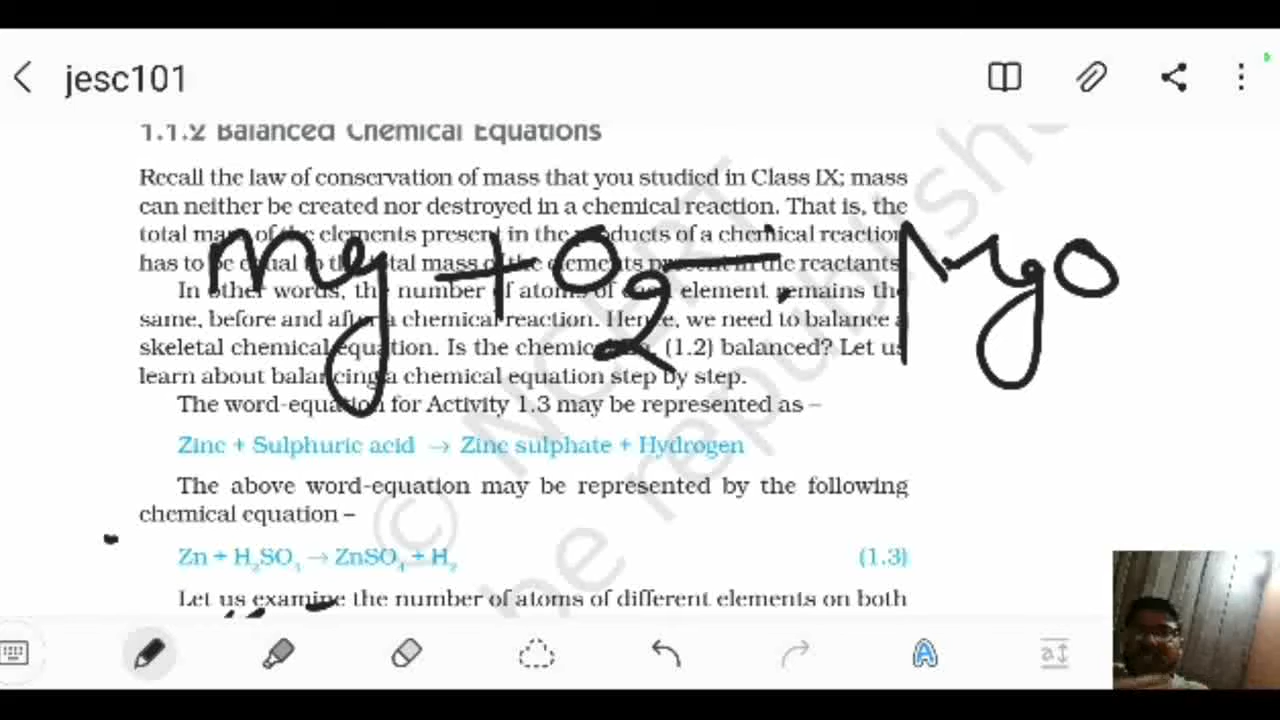 jesc101
1.1.2 Balanced Chemical Equations
Recall the law of conservation of mass that you studied in Class IX; mass
can neither be created nor destroyed in a chemical reaction. That is, the
total mass of the elements present in the products of a chemical reaction
has to be equal to the total mass of the elements present in the reactants.
Mg + O2 → MgO
In other words, the number of atoms of each element remains the
same, before and after a chemical reaction. Hence, we need to balance a
skeletal chemical equation. Is the chemical (1.2) balanced? Let us
learn about balancing a chemical equation step by step.
The word-equation for Activity 1.3 may be represented as –
Zinc + Sulphuric acid → Zinc sulphate + Hydrogen
The above word-equation may be represented by the following
chemical equation –
Zn + H₂SO₄ → ZnSO₄ + H₂ (1.3)
Let us examine the number of atoms of different elements on both
© NCERT
be republished